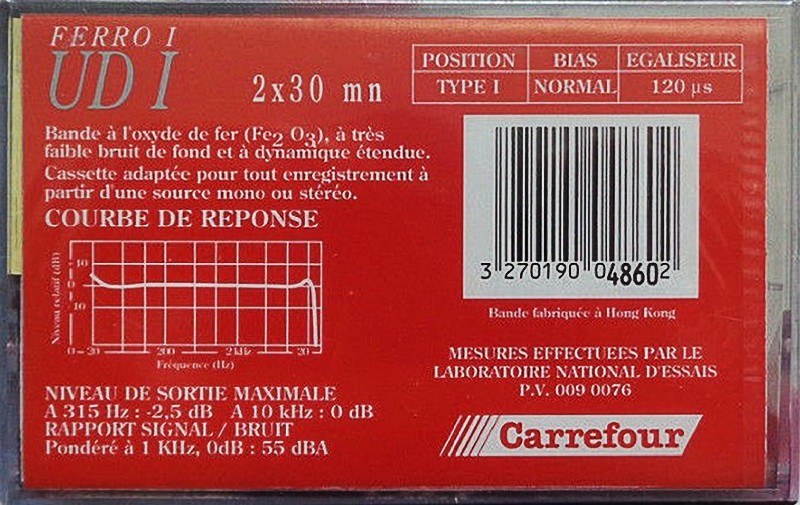 FERRO I
UD I
2x30 mn
POSITION BIAS EGALISEUR
TYPE I NORMAL 120 µs
Bande à l'oxyde de fer (Fe2 O3), à très
faible bruit de fond et à dynamique étendue.
Cassette adaptée pour tout enregistrement à
partir d'une source mono ou stéréo.
COURBE DE REPONSE
Niveau relatif (dB)
10
0
10
0-20 200 2kHz 20
Fréquence (Hz)
NIVEAU DE SORTIE MAXIMALE
A 315 Hz : -2,5 dB A 10 kHz : 0 dB
RAPPORT SIGNAL / BRUIT
Pondéré à 1 KHz, 0dB : 55 dBA
3 270190 048602
Bande fabriquée à Hong Kong
MESURES EFFECTUEES PAR LE
LABORATOIRE NATIONAL D'ESSAIS
P.V. 009 0076
Carrefour